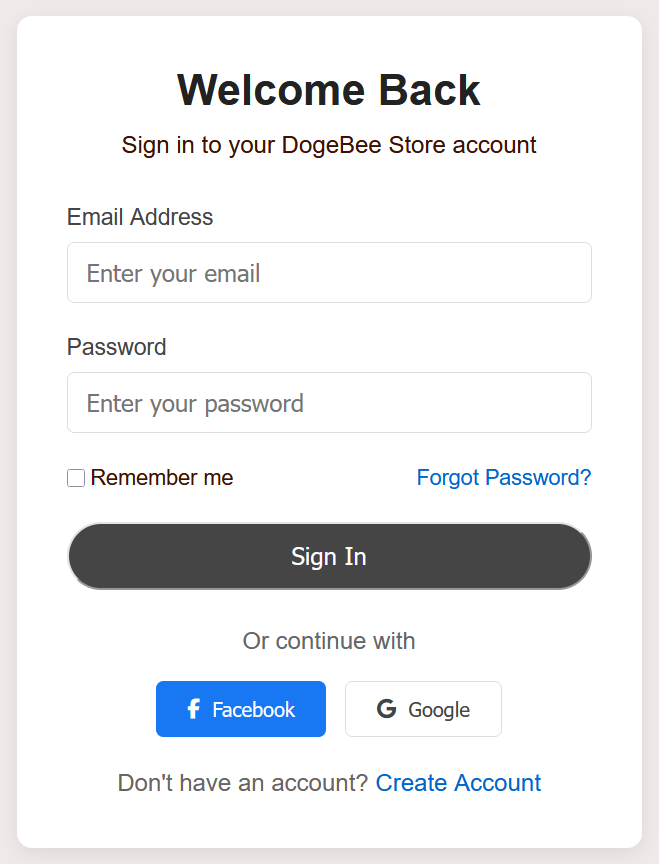 Welcome Back
Sign in to your DogeBee Store account
Email Address
Enter your email
Password
Enter your password
Remember me Forgot Password?
Sign In
Or continue with
Facebook Google
Don't have an account? Create Account